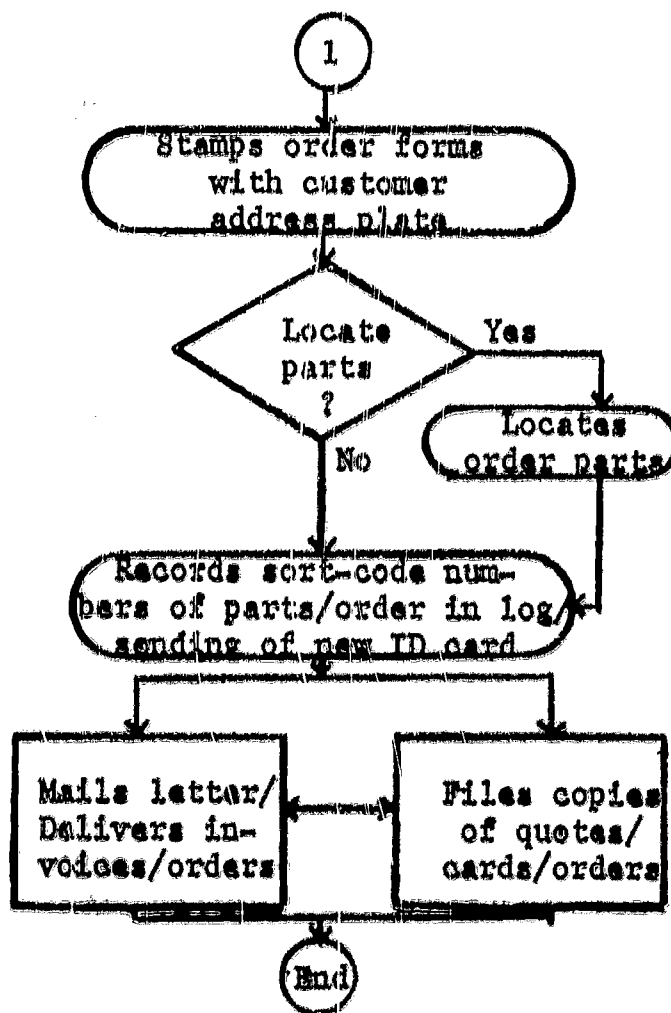 1
Stamps order forms
with customer
address plate
Locate
parts
?
Yes
No
Locates
order parts
Records sort-code num-
bers of parts/order in log/
sending of new ID card
Mails letter/
Delivers in-
voices/orders
Files copies
of quotes/
cards/orders
End